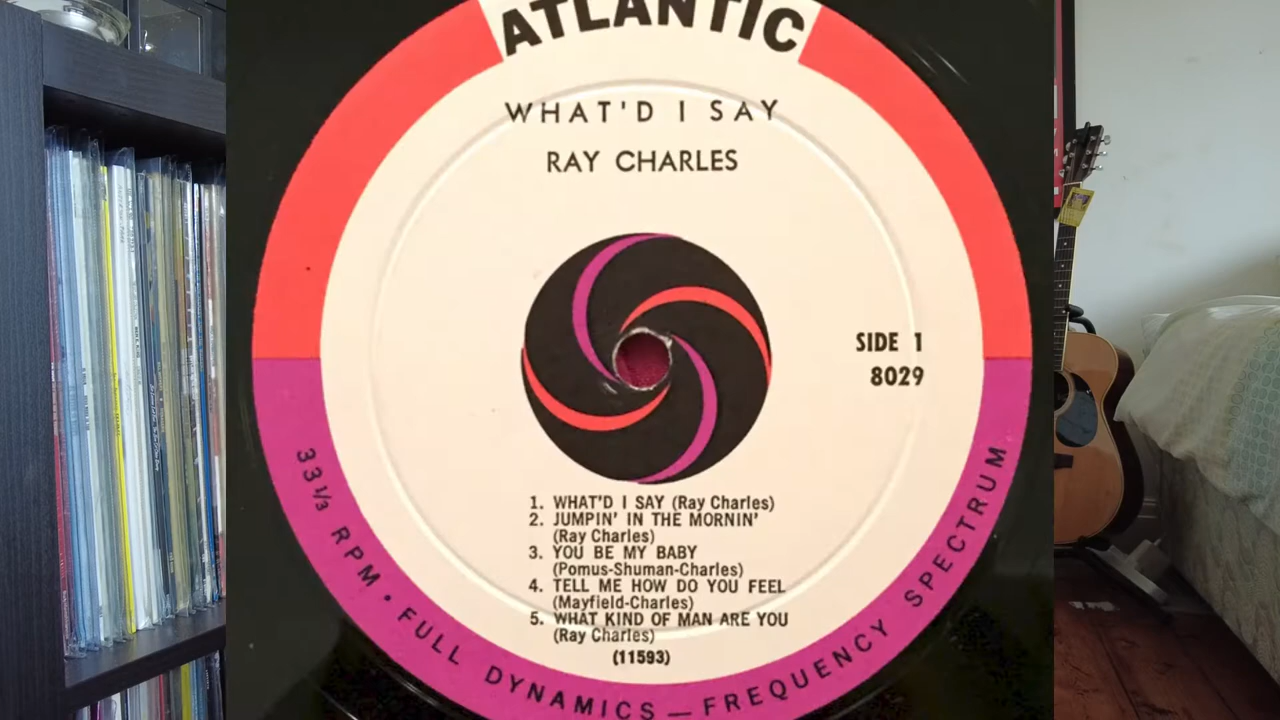 ATLANTIC
WHAT'D I SAY
RAY CHARLES
SIDE 1
8029
1. WHAT'D I SAY (Ray Charles)
2. JUMPIN' IN THE MORNIN'
(Ray Charles)
3. YOU BE MY BABY
(Pomus-Shuman-Charles)
4. TELL ME HOW DO YOU FEEL
(Mayfield-Charles)
5. WHAT KIND OF MAN ARE YOU
(Ray Charles)
(11593)
33 1/3 RPM • FULL DYNAMICS — FREQUENCY SPECTRUM